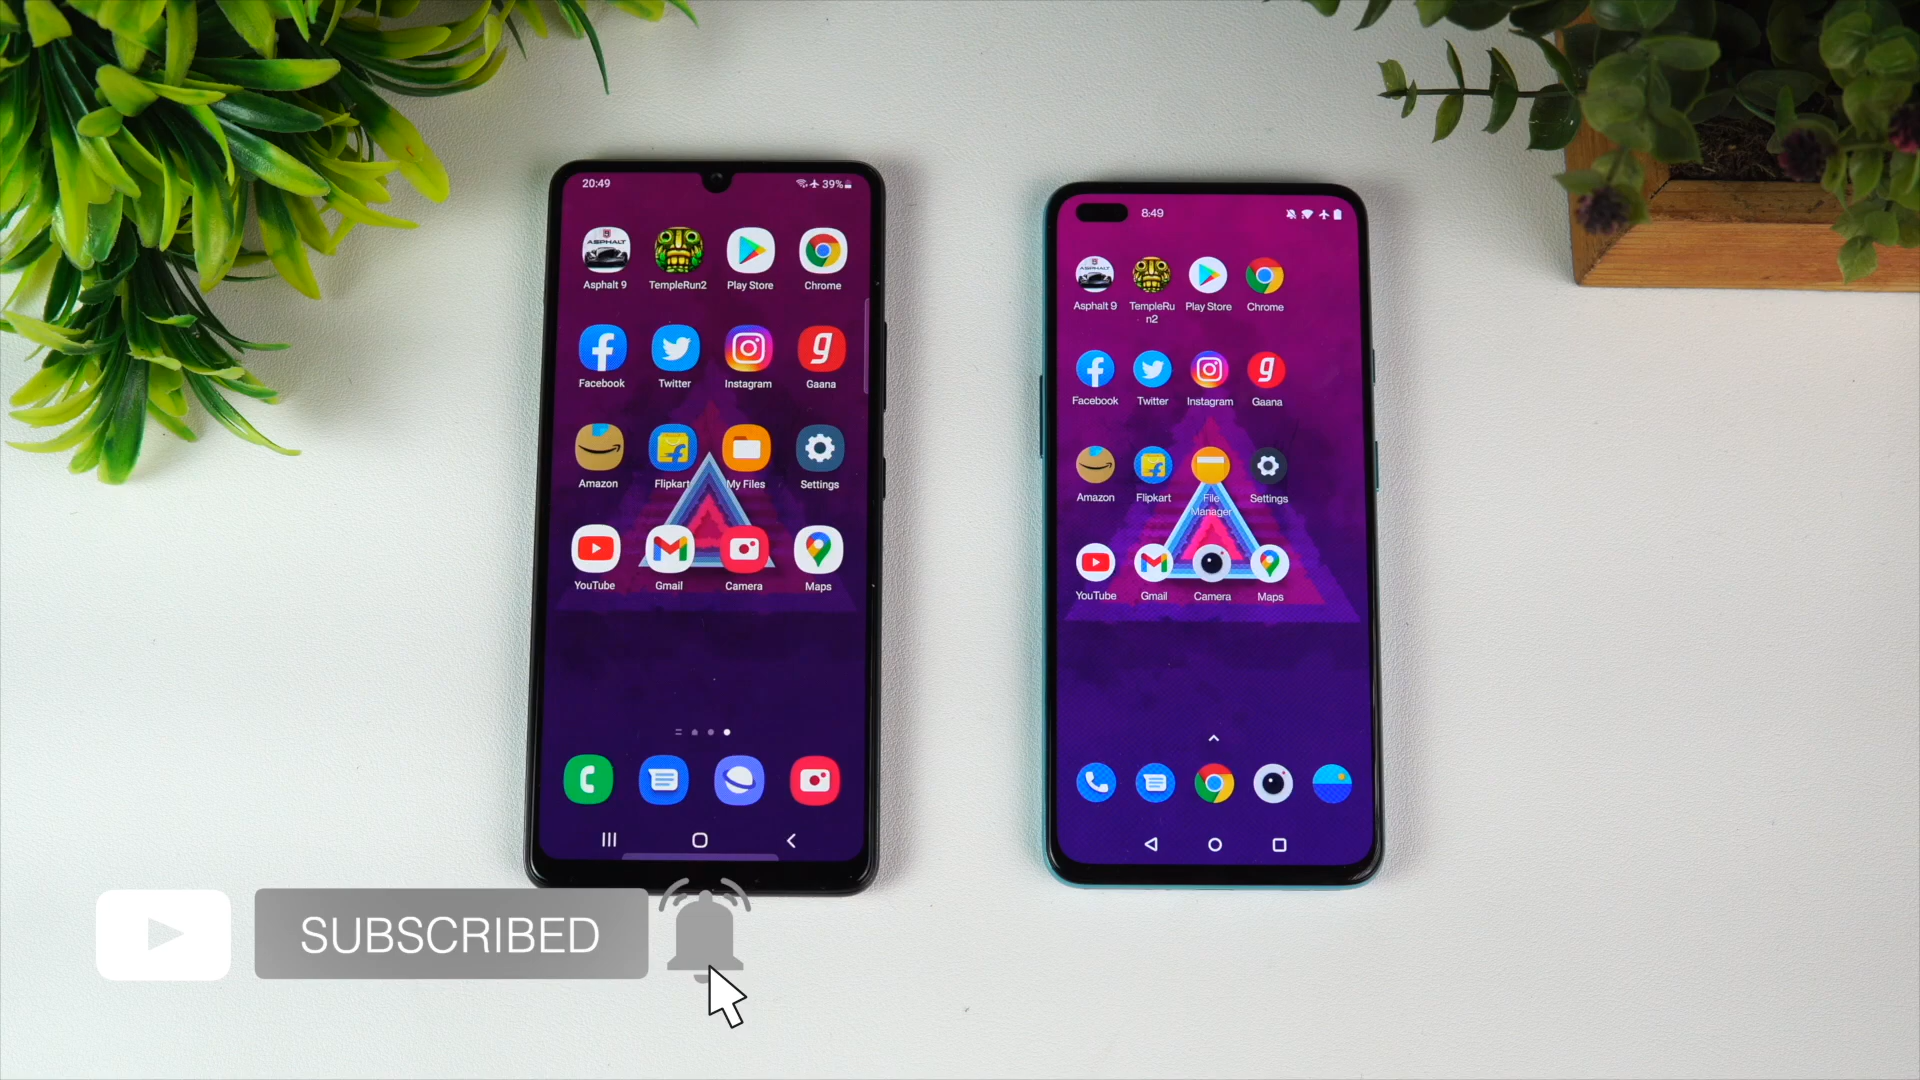 20:49
39%
ASPHALT
Asphalt 9
TempleRun2
Play Store
Chrome
Facebook
Twitter
Instagram
Gaana
Amazon
Flipkart
My Files
Settings
YouTube
Gmail
Camera
Maps
8:49
ASPHALT
Asphalt 9
TempleRu
n2
Play Store
Chrome
Facebook
Twitter
Instagram
Gaana
Amazon
Flipkart
File
Manager
Settings
YouTube
Gmail
Camera
Maps
SUBSCRIBED